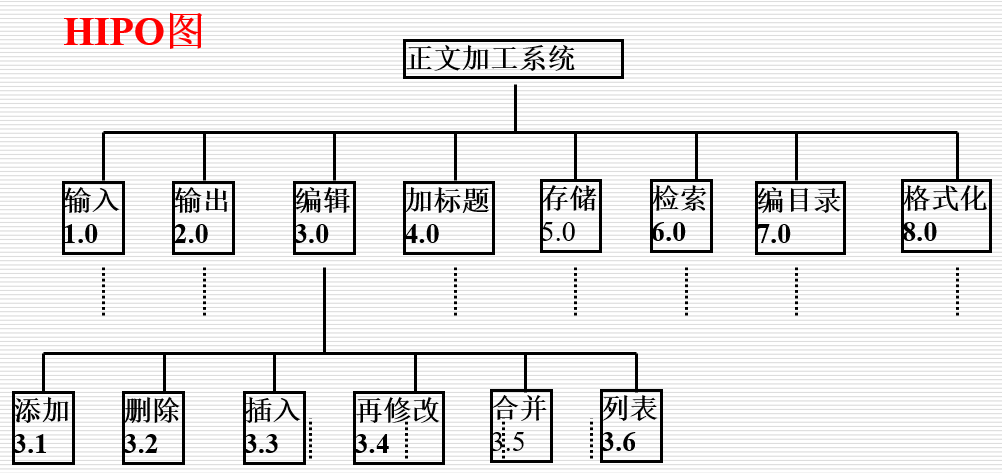 HIPO图
正文加工系统
输入
1.0
输出
2.0
编辑
3.0
加标题
4.0
存储
5.0
检索
6.0
编目录
7.0
格式化
8.0
添加
3.1
删除
3.2
插入
3.3
再修改
3.4
合并
3.5
列表
3.6